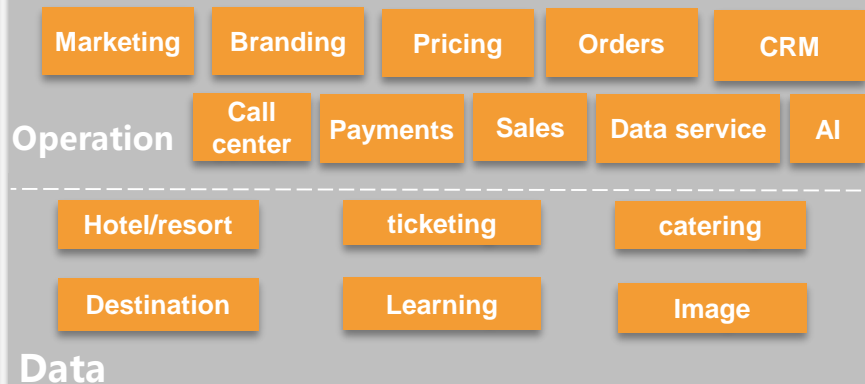 Marketing Branding Pricing Orders CRM
Call center
Operation Payments Sales Data service AI
Hotel/resort ticketing catering
Destination Learning Image
Data